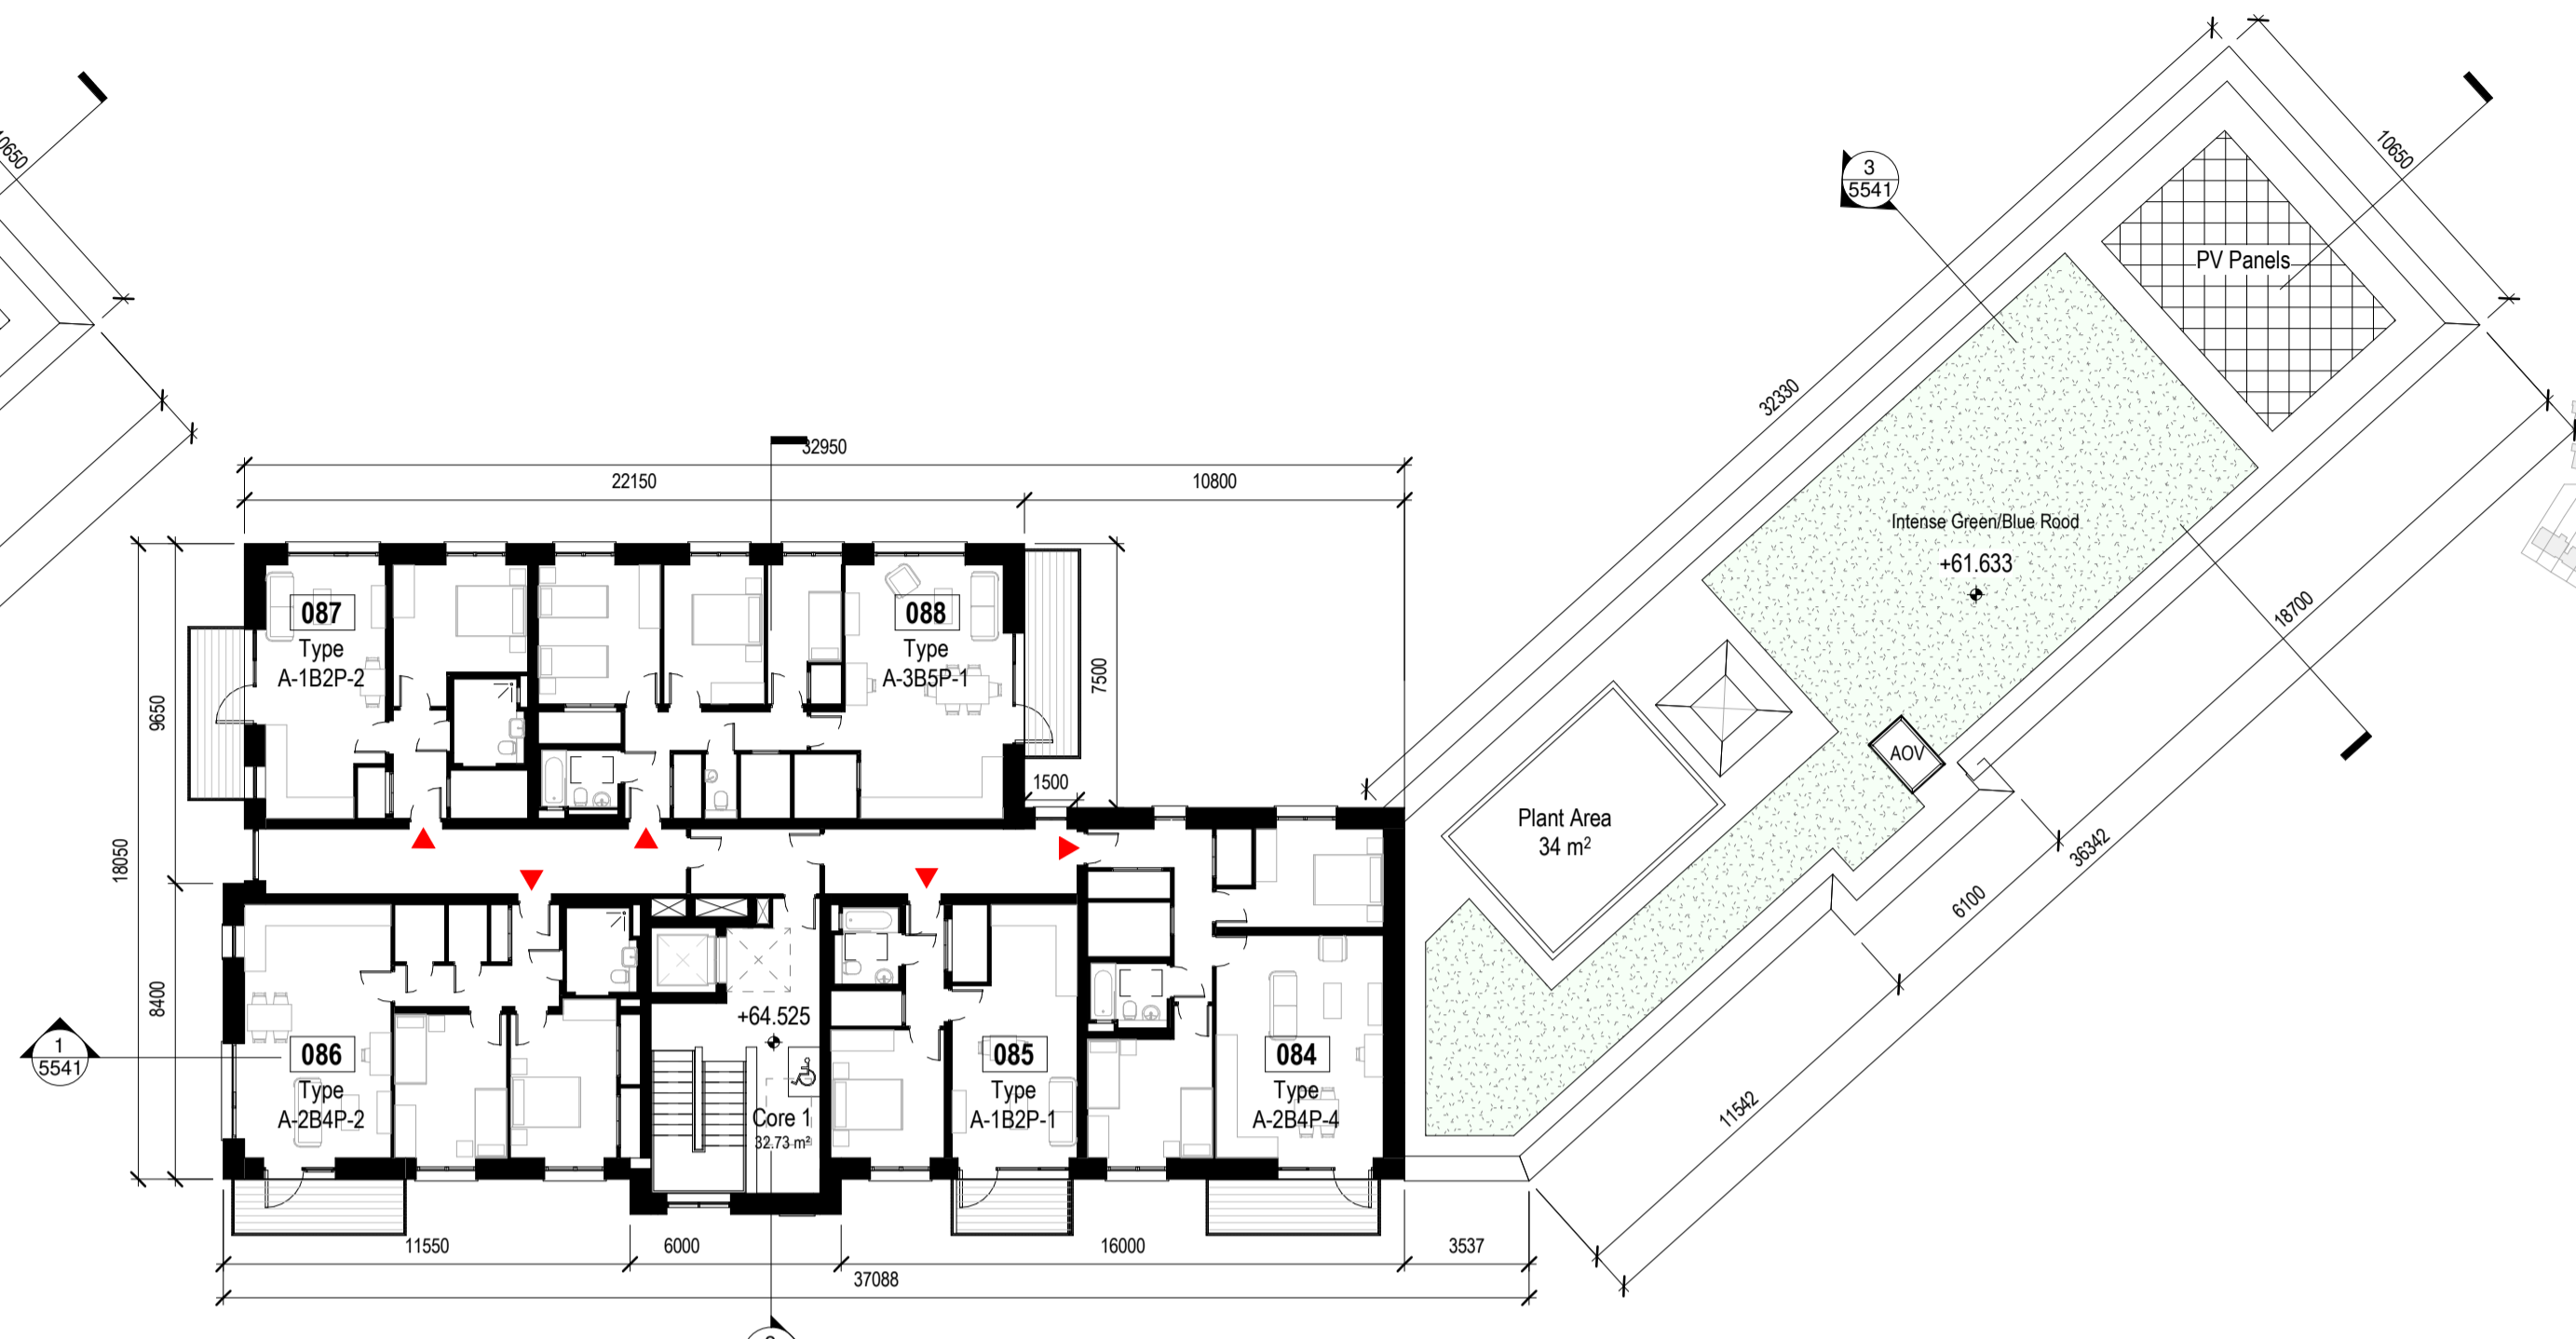 10650
3
5541
10650
PV Panels
32330
32950
22150
10800
Intense Green/Blue Rood
+61.633
18700
087
Type
A-1B2P-2
088
Type
A-3B5P-1
7500
9650
1500
AOV
Plant Area
34 m²
18050
36342
6100
8400
+64.525
1
5541
086
Type
A-2B4P-2
085
Type
A-1B2P-1
084
Type
A-2B4P-4
Core 1
32.73 m²
11542
11550
6000
16000
3537
37088